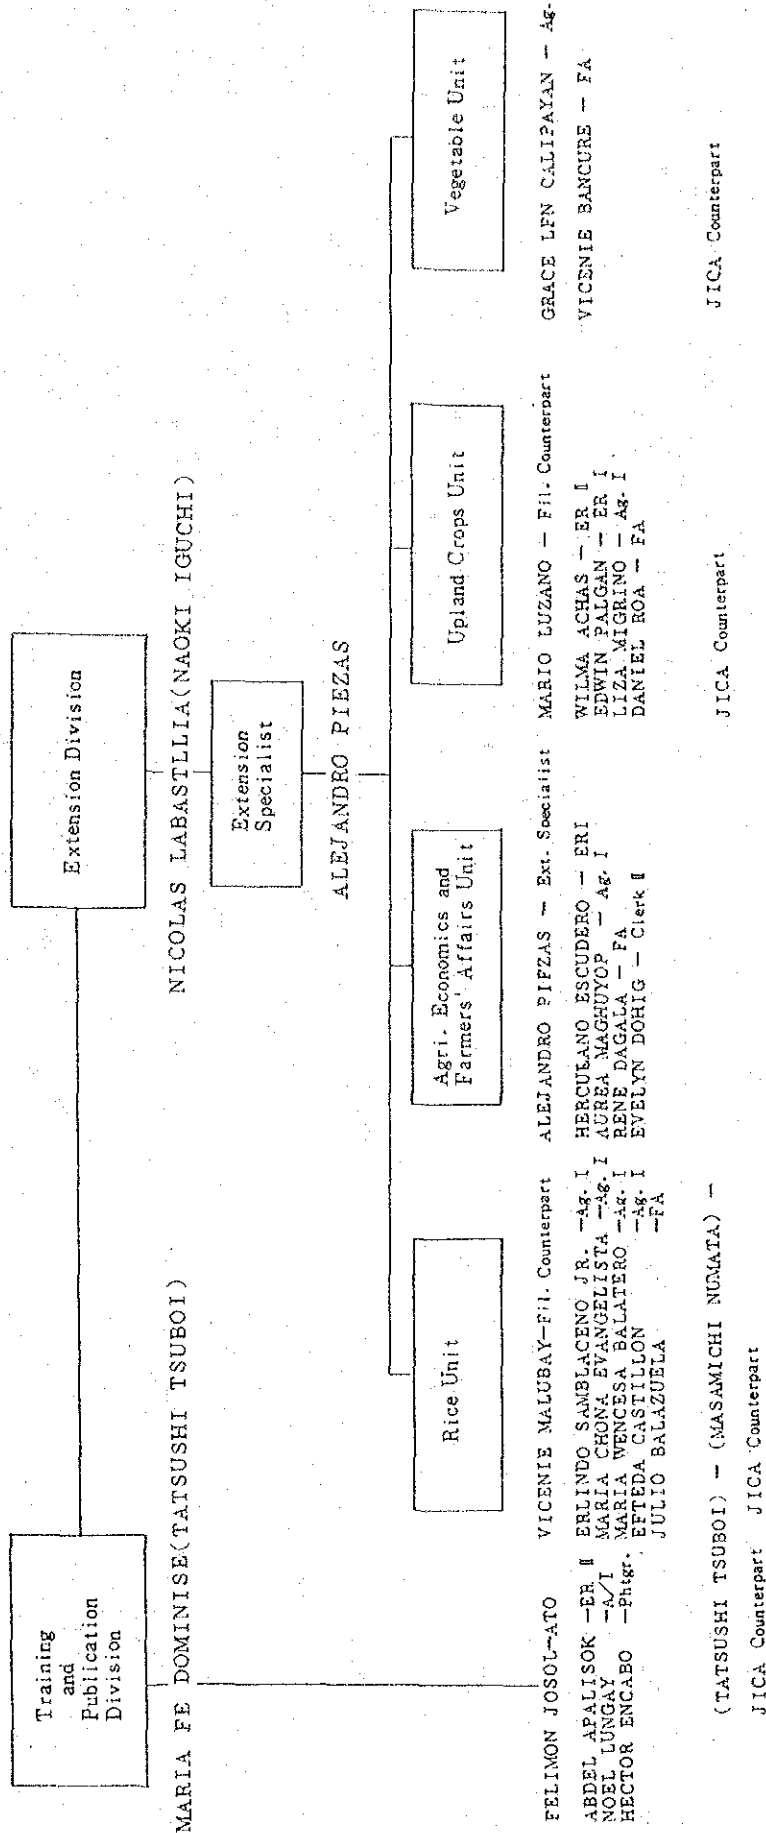 Training
and
Publication
Division
MARIA FE DOMINISE(TATSUSHI TSUBOI)
Extension Division
NICOLAS LABASTLLIA(NAOKI IGUCHI)
Extension
Specialist
ALEJANDRO PIEZAS
Rice Unit
Agri. Economics and
Farmers' Affairs Unit
Upland Crops Unit
Vegetable Unit
FELIMON JOSOL-ATO
ABDEL APALISOK -ER II
NOEL LUNGAY -A/I
HECTOR ENCABO -Phtgr.
VICENIE MALUBAY-Fil. Counterpart
ERLINDO SAMBLACENO JR. -Ag. I
MARIA CHONA EVANGELISTA -Ag. I
MARIA WENCESA BALATERO -Ag. I
EFTEDA CASTILLON -Ag. I
JULIO BALAZUELA -FA
ALEJANDRO PIFZAS - Ext. Specialist
HERCULANO ESCUDERO - ERI
AUREA MAGHUYOP - Ag. I
RENE DAGALA - FA
EVELYN DOHIG - Clerk II
MARIO LUZANO - Fil. Counterpart
WILMA ACHAS - ER II
EDWIN PALGAN - ER I
LIZA MIGRINO - Ag. I
DANIEL ROA - FA
GRACE LFN CALIPAYAN - Ag.
VICENIE BANCURE - FA
(TATSUSHI TSUBOI) - (MASAMICHI NUMATA) -
JICA Counterpart JICA Counterpart
JICA Counterpart
JICA Counterpart